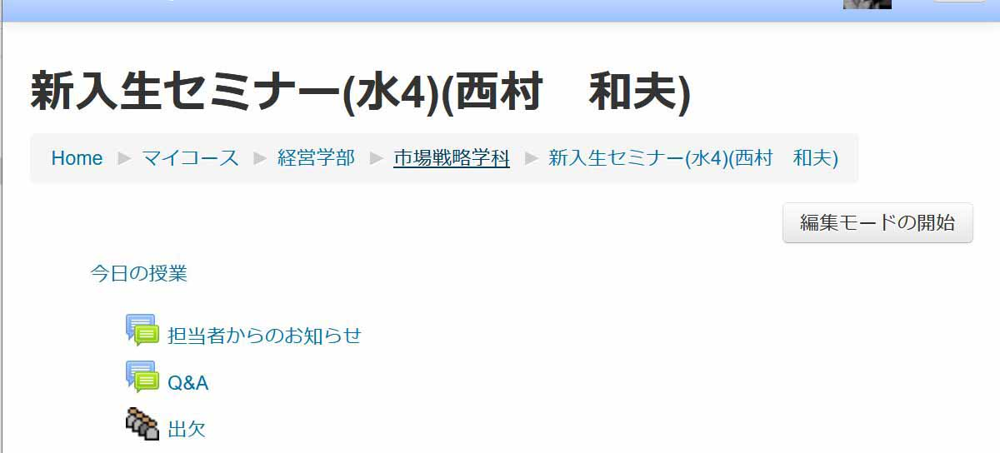 新入生セミナー(水4)(西村　和夫)
Home ► マイコース ► 経営学部 ► 市場戦略学科 ► 新入生セミナー(水4)(西村　和夫)
編集モードの開始
今日の授業
担当者からのお知らせ
Q&A
出欠